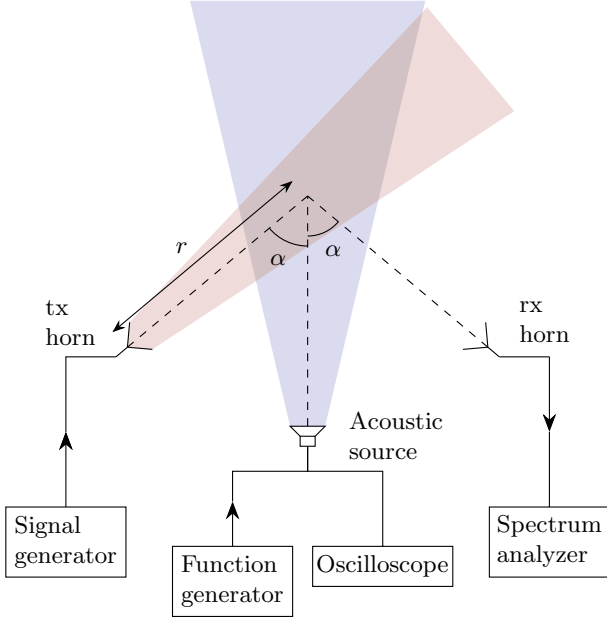 r
α
α
tx
horn
rx
horn
Acoustic
source
Signal
generator
Function
generator
Oscilloscope
Spectrum
analyzer